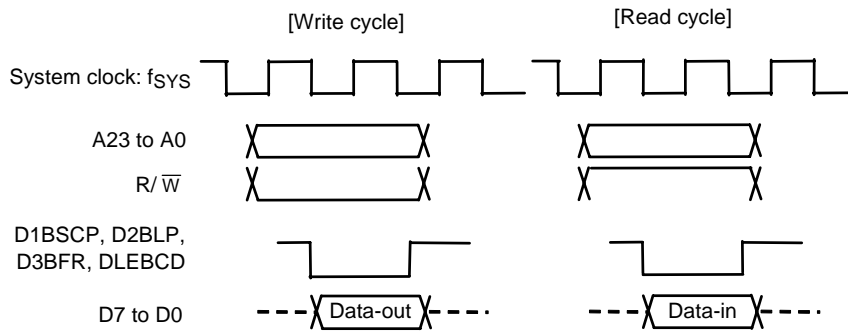 [Write cycle] [Read cycle]
System clock: fSYS
A23 to A0
R/ W̅
D1BSCP, D2BLP,
D3BFR, DLEBCD
D7 to D0 Data-out Data-in